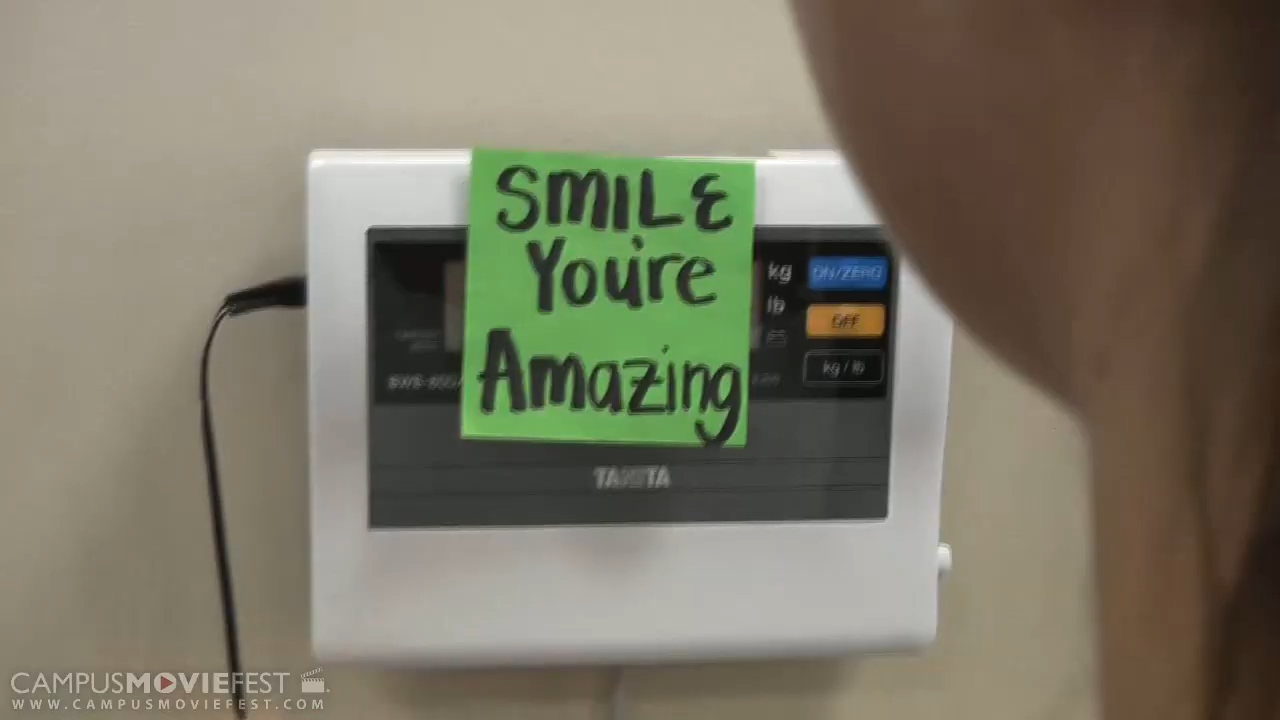 SMILE
You're
Amazing
kg
ON/ZERO
lb
OFF
kg / lb
TANITA
CAMPUSMOVIEFEST
WWW.CAMPUSMOVIEFEST.COM